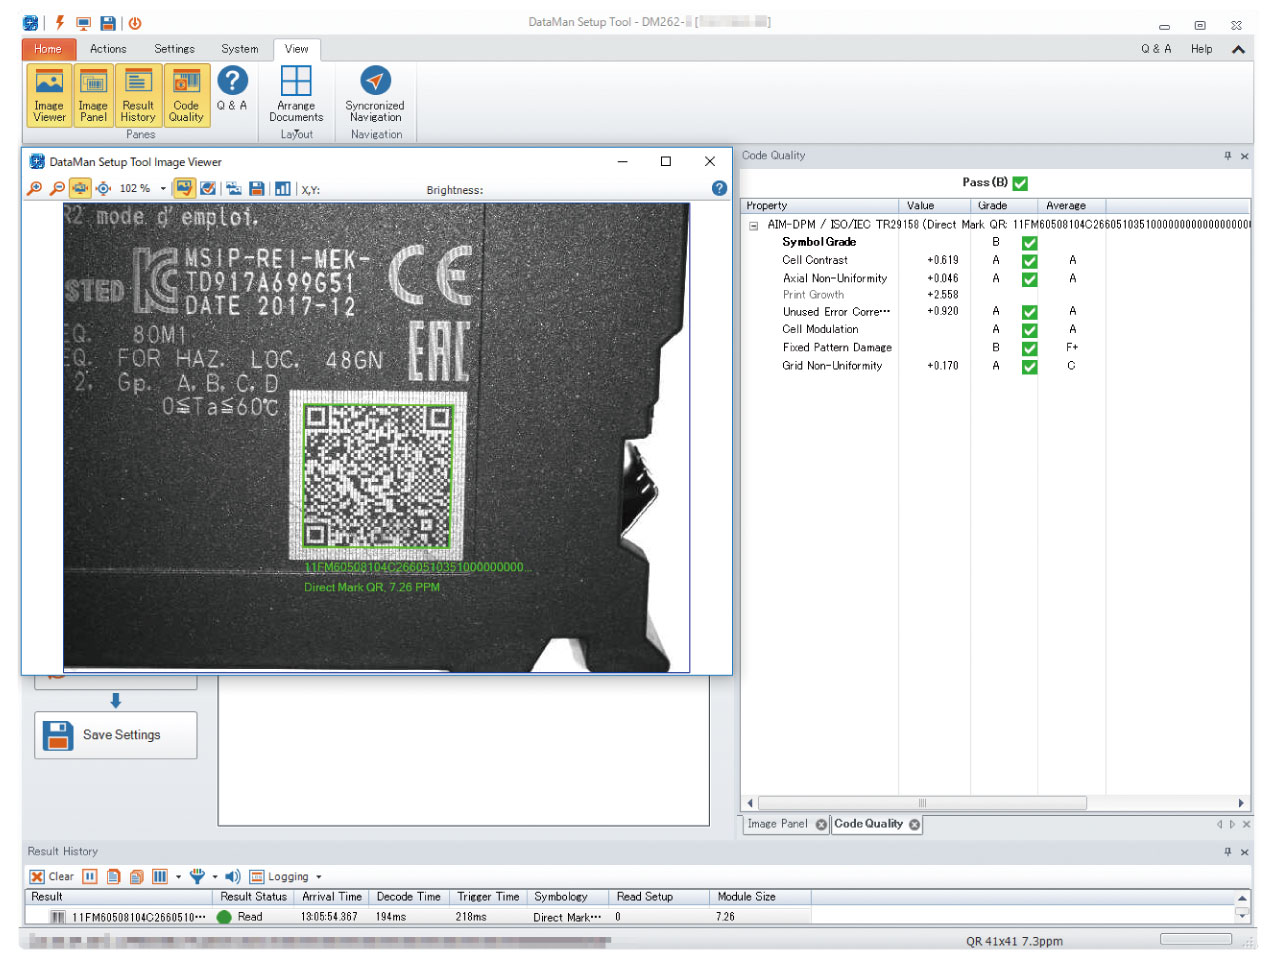 DataMan Setup Tool - DM262-
Home Actions Settings System View Q & A Help
Image Viewer
Image Panel
Result History
Code Quality
Q & A
Panes
Arrange Documents
Layout
Syncronized Navigation
Navigation
DataMan Setup Tool Image Viewer
102 % X,Y: Brightness:
R2 mode d'emploi.
MSIP-REI-MEK-
TD917A699G51
DATE 2017-12
STED
CE
EAC
EQ. 80M1
EQ. FOR HAZ. LOC. 48GN
2, Gp. A, B, C, D
0≦Ta≦60℃
11FM60508104C2660510351000000000...
Direct Mark QR, 7.26 PPM
Save Settings
Code Quality
Pass(B)
Property Value Grade Average
AIM-DPM / ISO/IEC TR29158 (Direct Mark QR: 11FM60508104C26605103510000000000000000000
Symbol Grade B
Cell Contrast +0.619 A A
Axial Non-Uniformity +0.046 A A
Print Growth +2.558
Unused Error Corre··· +0.920 A A
Cell Modulation A A
Fixed Pattern Damage B F+
Grid Non-Uniformity +0.170 A C
Image Panel Code Quality
Result History
Clear Logging
Result Result Status Arrival Time Decode Time Trigger Time Symbology Read Setup Module Size
11FM60508104C2660510··· Read 13:05:54.367 194ms 218ms Direct Mark··· 0 7.26
QR 41x41 7.3ppm